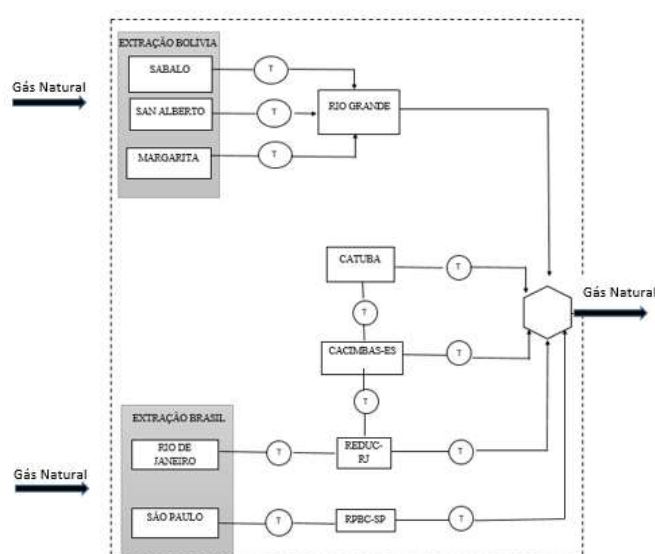 EXTRAÇÃO BOLÍVIA
SABALO
T
Gás Natural
SAN ALBERTO
T
RIO GRANDE
MARGARITA
T
CATUBA
T
Gás Natural
T
CACIMBAS-ES
T
T
EXTRAÇÃO BRASIL
RIO DE
JANEIRO
T
REDUC-
RJ
T
Gás Natural
SÃO PAULO
T
RPBC-SP
T